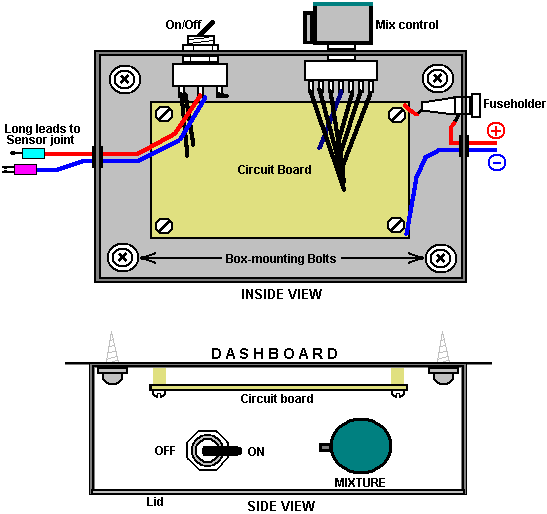 On/Off
Mix control
Fuseholder
Long leads to
Sensor joint
+
−
Circuit Board
Box-mounting Bolts
INSIDE VIEW
DASHBOARD
Circuit board
OFF
ON
MIXTURE
Lid
SIDE VIEW